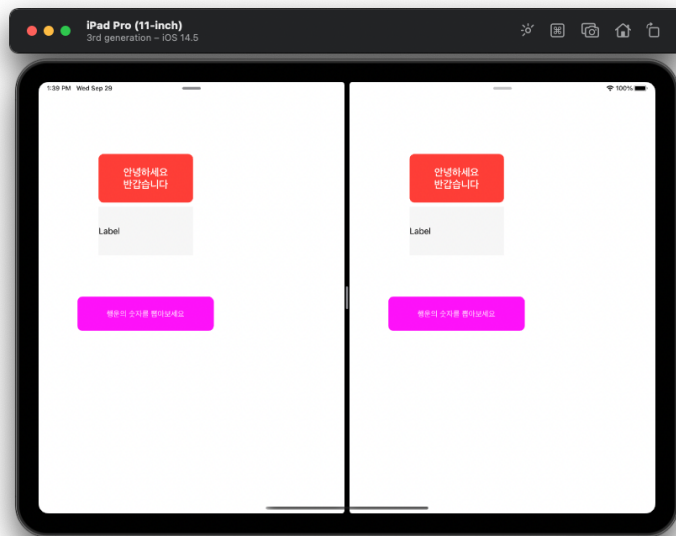 iPad Pro (11-inch)
3rd generation – iOS 14.5
1:39 PM Wed Sep 29
100%
안녕하세요
반갑습니다
Label
행운의 숫자를 뽑아보세요
안녕하세요
반갑습니다
Label
행운의 숫자를 뽑아보세요